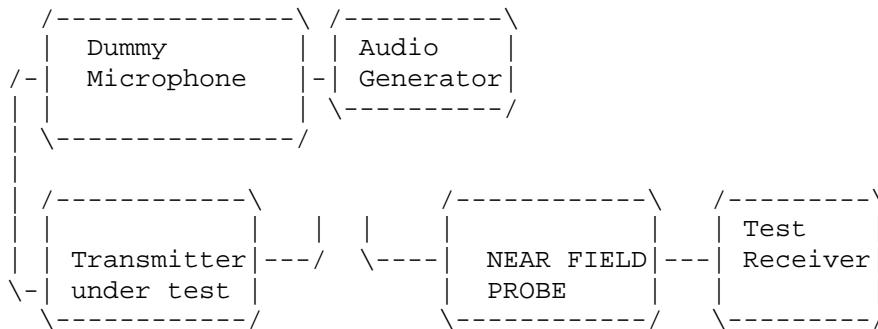 Dummy
Microphone
Audio
Generator
Transmitter
under test
NEAR FIELD
PROBE
Test
Receiver